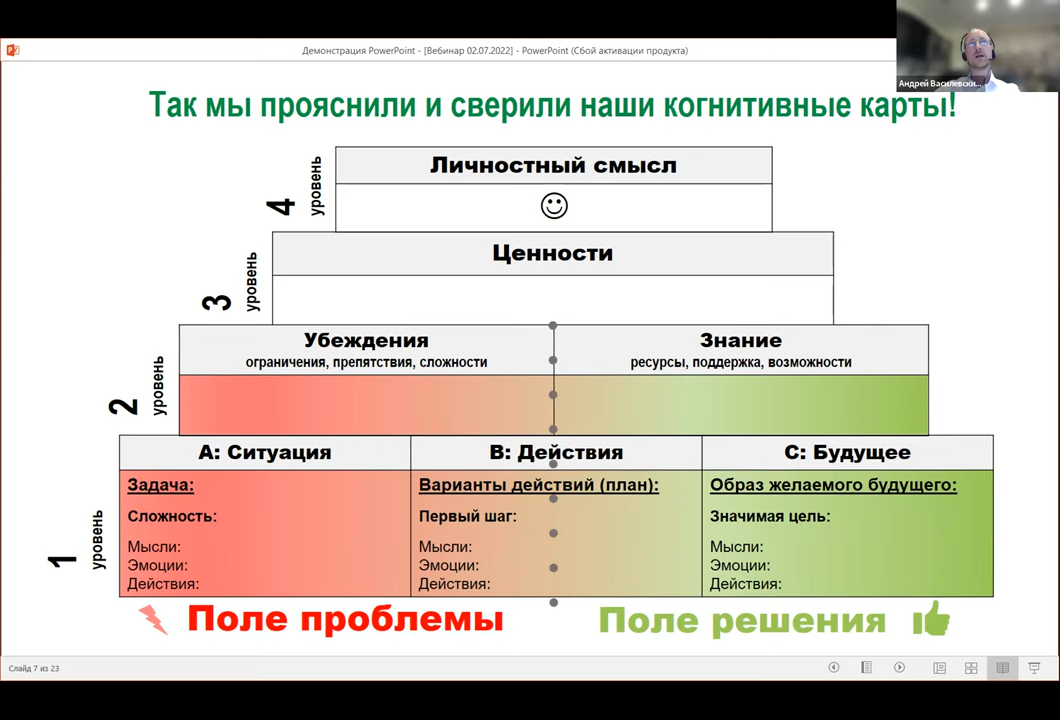 Демонстрация PowerPoint - [Вебинар 02.07.2022] - PowerPoint (Сбой активации продукта)
Андрей Василевски...
Так мы прояснили и сверили наши когнитивные карты!
4 уровень
Личностный смысл
3 уровень
Ценности
2 уровень
Убеждения
ограничения, препятствия, сложности
Знание
ресурсы, поддержка, возможности
1 уровень
A: Ситуация
Задача:
Сложность:
Мысли:
Эмоции:
Действия:
B: Действия
Варианты действий (план):
Первый шаг:
Мысли:
Эмоции:
Действия:
C: Будущее
Образ желаемого будущего:
Значимая цель:
Мысли:
Эмоции:
Действия:
Поле проблемы
Поле решения
Слайд 7 из 23